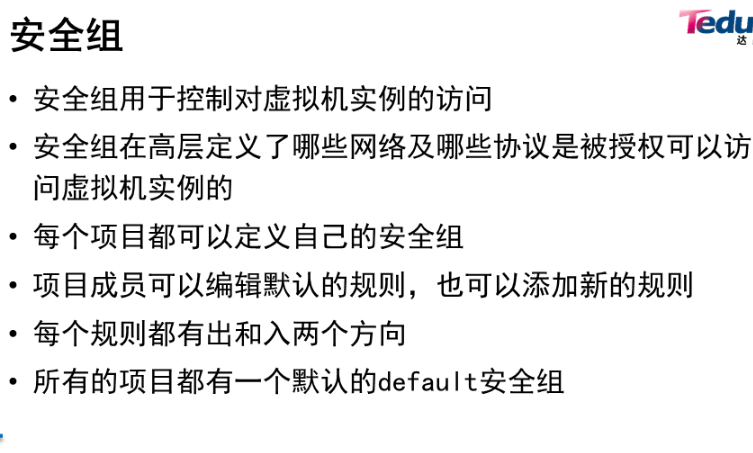 安全组
Tedu
达
• 安全组用于控制对虚拟机实例的访问
• 安全组在高层定义了哪些网络及哪些协议是被授权可以访
问虚拟机实例的
• 每个项目都可以定义自己的安全组
• 项目成员可以编辑默认的规则，也可以添加新的规则
• 每个规则都有出和入两个方向
• 所有的项目都有一个默认的default安全组